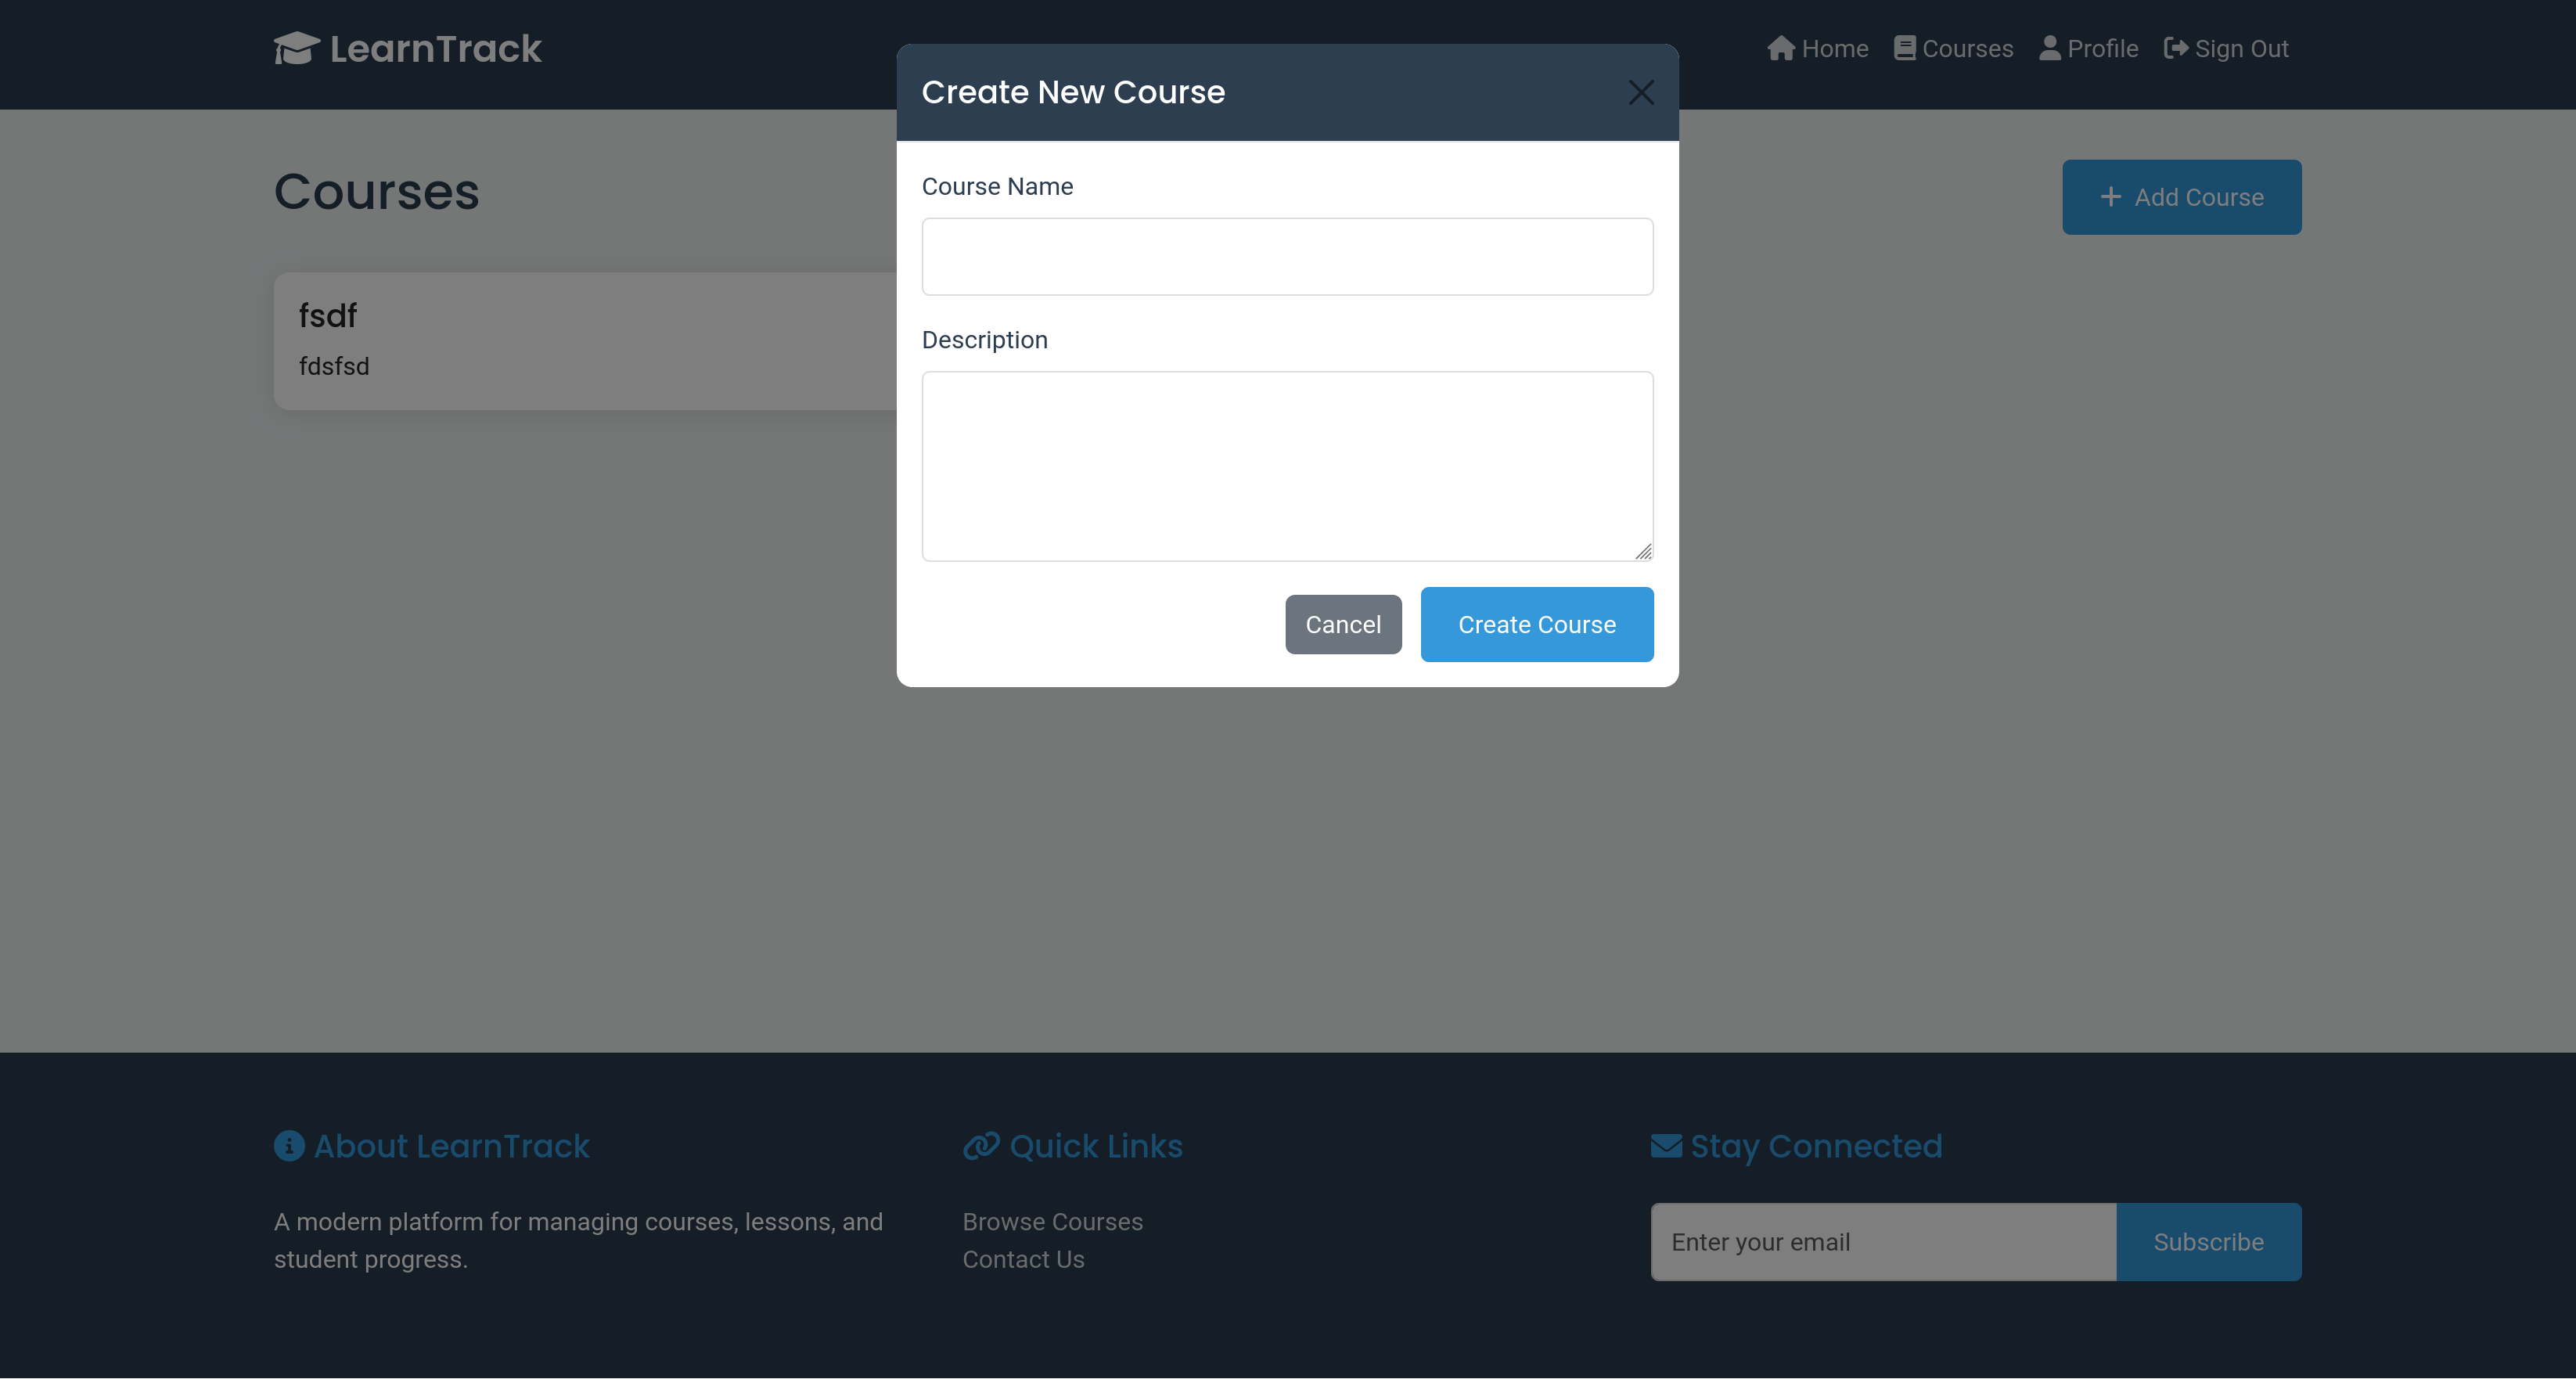 LearnTrack
Home Courses Profile Sign Out
Create New Course
Course Name
Description
Cancel Create Course
Courses
Add Course
fsdf
fdsfsd
About LearnTrack
A modern platform for managing courses, lessons, and
student progress.
Quick Links
Browse Courses
Contact Us
Stay Connected
Enter your email Subscribe